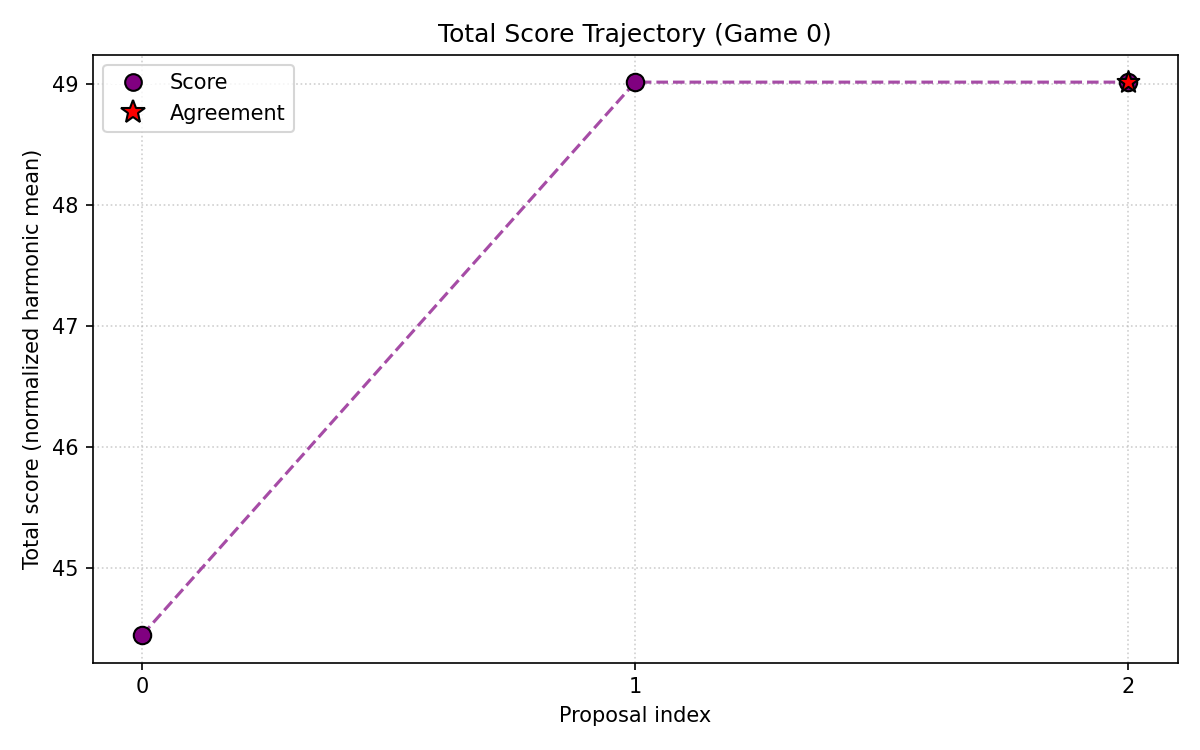 Total Score Trajectory (Game 0)
Score
Agreement
49
48
47
46
45
Total score (normalized harmonic mean)
0
1
2
Proposal index